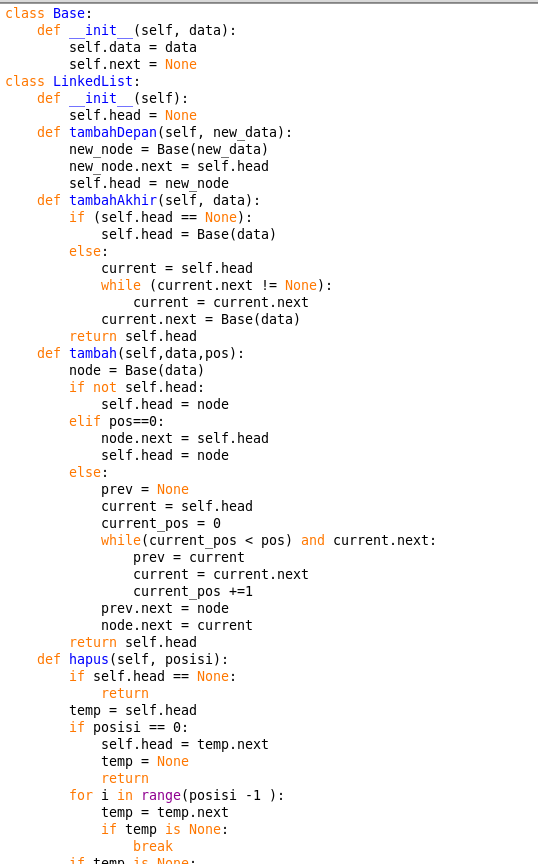 class Base:
    def __init__(self, data):
        self.data = data
        self.next = None
class LinkedList:
    def __init__(self):
        self.head = None
    def tambahDepan(self, new_data):
        new_node = Base(new_data)
        new_node.next = self.head
        self.head = new_node
    def tambahAkhir(self, data):
        if (self.head == None):
            self.head = Base(data)
        else:
            current = self.head
            while (current.next != None):
                current = current.next
            current.next = Base(data)
        return self.head
    def tambah(self,data,pos):
        node = Base(data)
        if not self.head:
            self.head = node
        elif pos==0:
            node.next = self.head
            self.head = node
        else:
            prev = None
            current = self.head
            current_pos = 0
            while(current_pos < pos) and current.next:
                prev = current
                current = current.next
                current_pos +=1
            prev.next = node
            node.next = current
        return self.head
    def hapus(self, posisi):
        if self.head == None:
            return
        temp = self.head
        if posisi == 0:
            self.head = temp.next
            temp = None
            return
        for i in range(posisi -1 ):
            temp = temp.next
            if temp is None:
                break
        if temp is None: